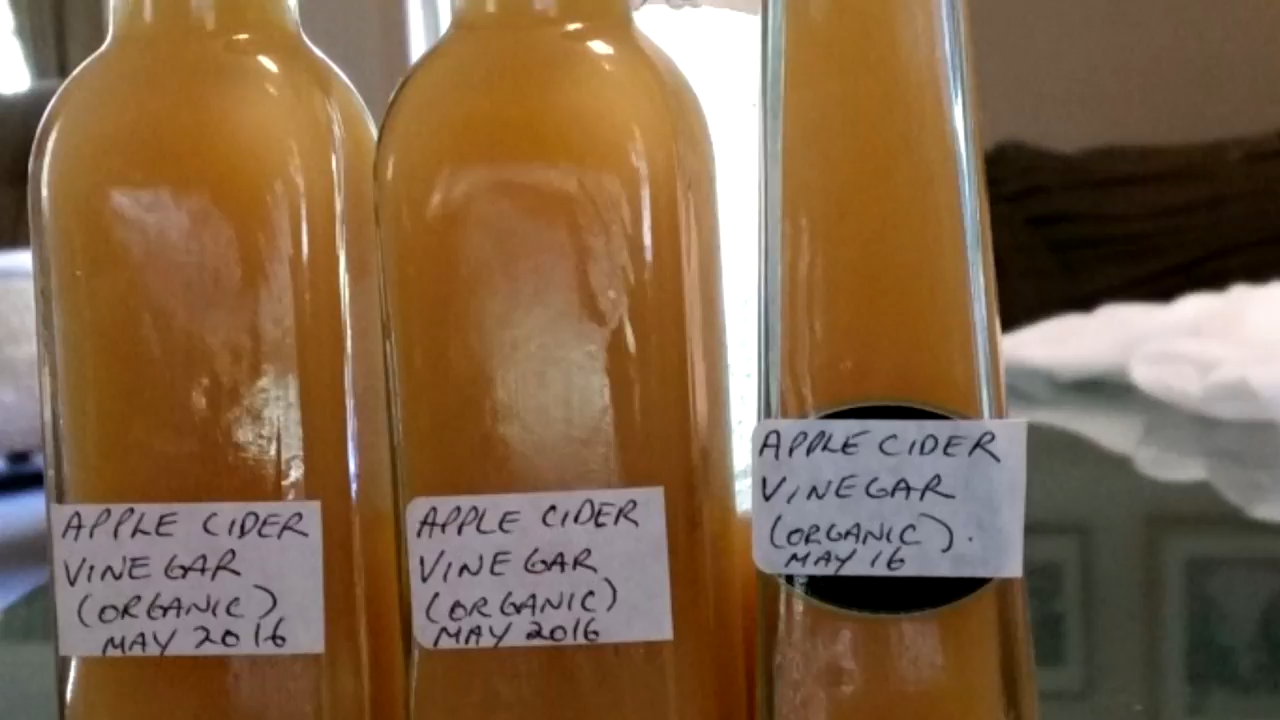 APPLE CIDER
VINEGAR
(ORGANIC)
MAY 2016
APPLE CIDER
VINEGAR
(ORGANIC)
MAY 2016
APPLE CIDER
VINEGAR
(ORGANIC).
MAY 16